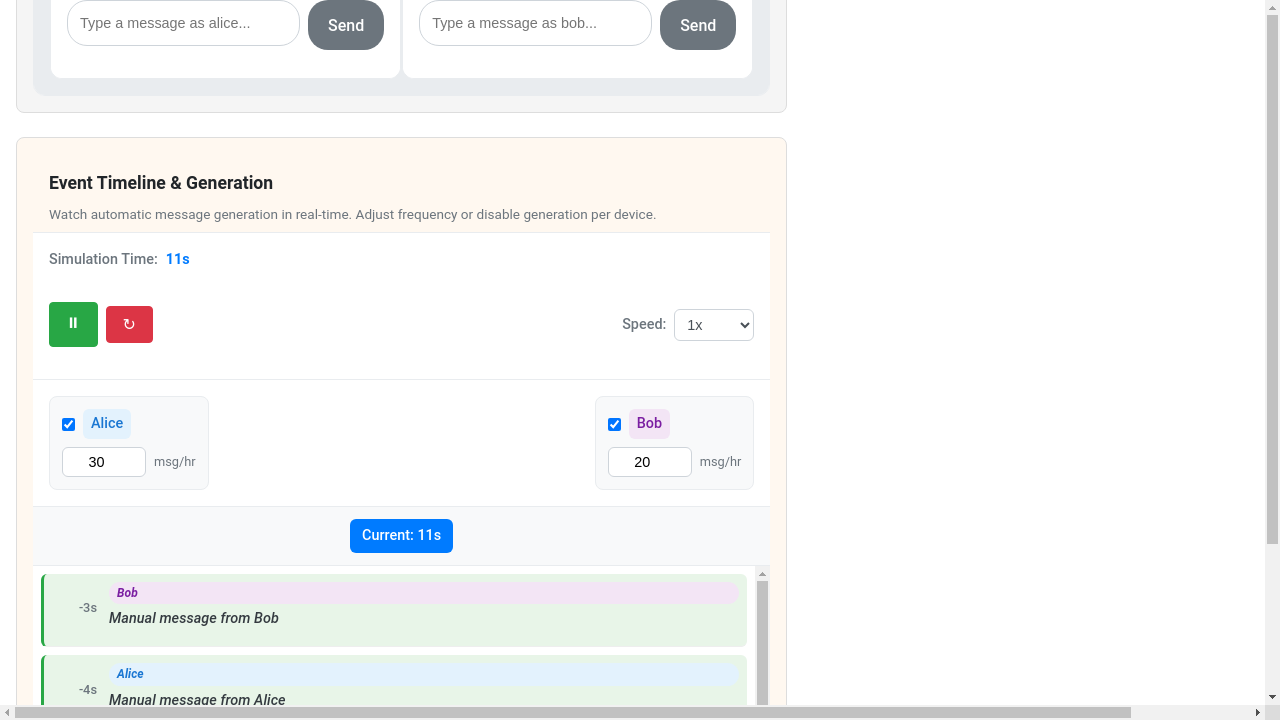 Type a message as alice...
Send
Type a message as bob...
Send
Event Timeline & Generation
Watch automatic message generation in real-time. Adjust frequency or disable generation per device.
Simulation Time: 11s
⏸
↻
Speed: 1x
Alice
30 msg/hr
Bob
20 msg/hr
Current: 11s
Bob
-3s
Manual message from Bob
Alice
-4s
Manual message from Alice